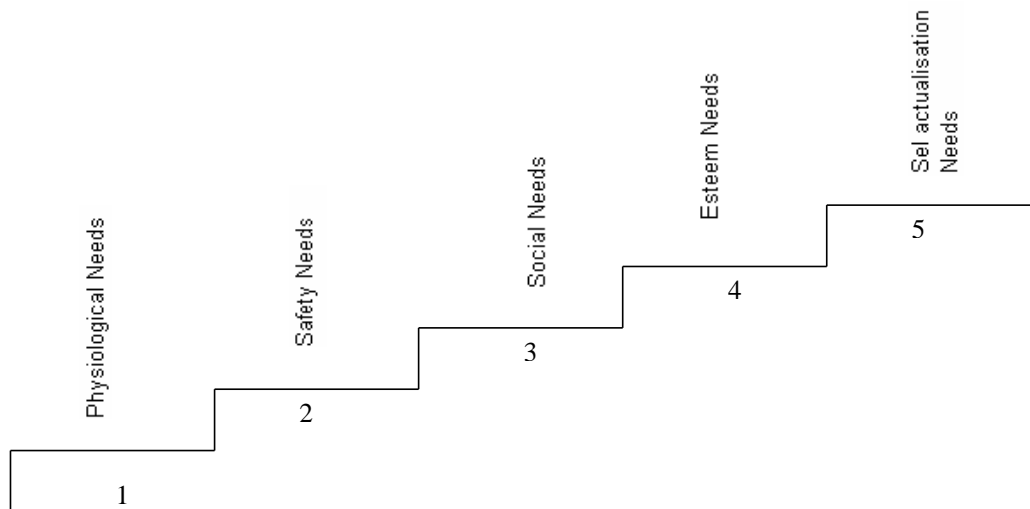 Physiological Needs
1
Safety Needs
2
Social Needs
3
Esteem Needs
4
Sel actualisation
Needs
5